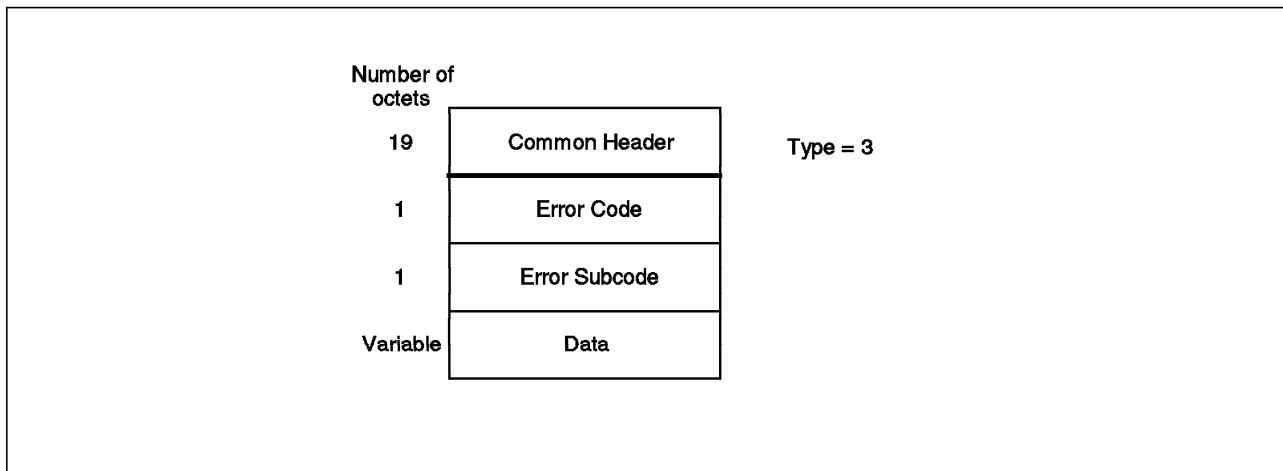 Number of
octets
19 Common Header Type = 3
1 Error Code
1 Error Subcode
Variable Data